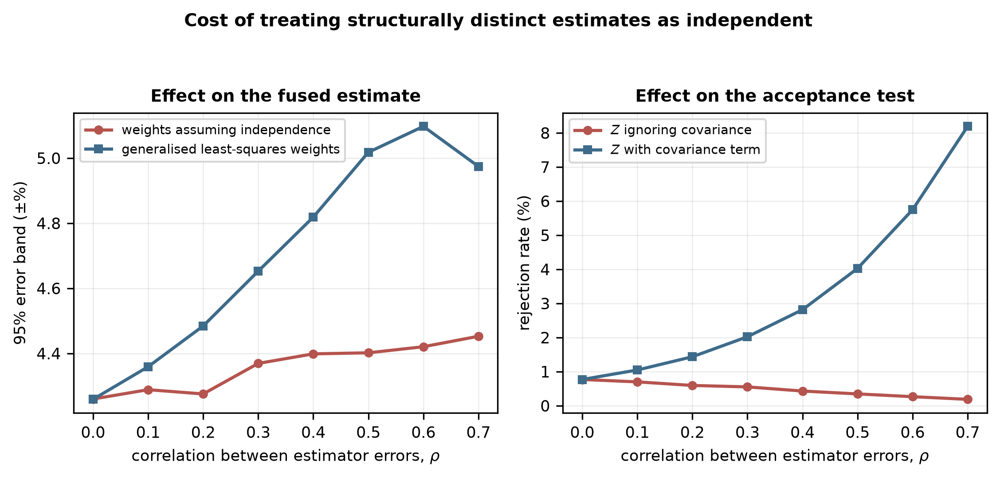 Cost of treating structurally distinct estimates as independent
Effect on the fused estimate
weights assuming independence
generalised least-squares weights
95% error band (±%)
5.0
4.8
4.6
4.4
0.0 0.1 0.2 0.3 0.4 0.5 0.6 0.7
correlation between estimator errors, ρ
Effect on the acceptance test
Z ignoring covariance
Z with covariance term
rejection rate (%)
8
7
6
5
4
3
2
1
0
0.0 0.1 0.2 0.3 0.4 0.5 0.6 0.7
correlation between estimator errors, ρ